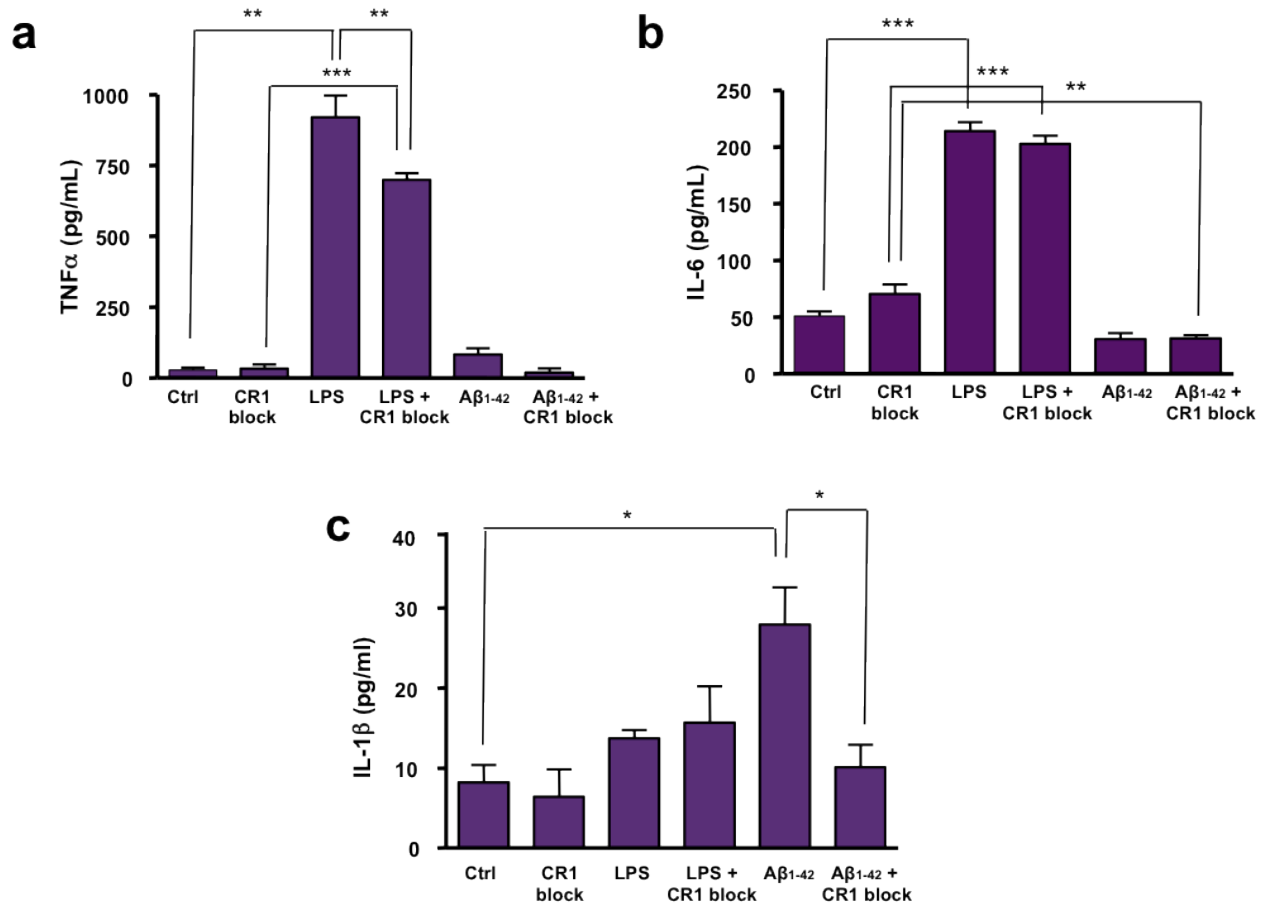 a
** **
***
1000
750
500
250
0
TNFα (pg/mL)
Ctrl CR1 LPS LPS + Aβ1-42 Aβ1-42 +
block CR1 block CR1 block
b
***
***
**
250
200
150
100
50
0
IL-6 (pg/mL)
Ctrl CR1 LPS LPS + Aβ1-42 Aβ1-42 +
block CR1 block CR1 block
c
*
*
40
30
20
10
0
IL-1β (pg/ml)
Ctrl CR1 LPS LPS + Aβ1-42 Aβ1-42 +
block CR1 block CR1 block